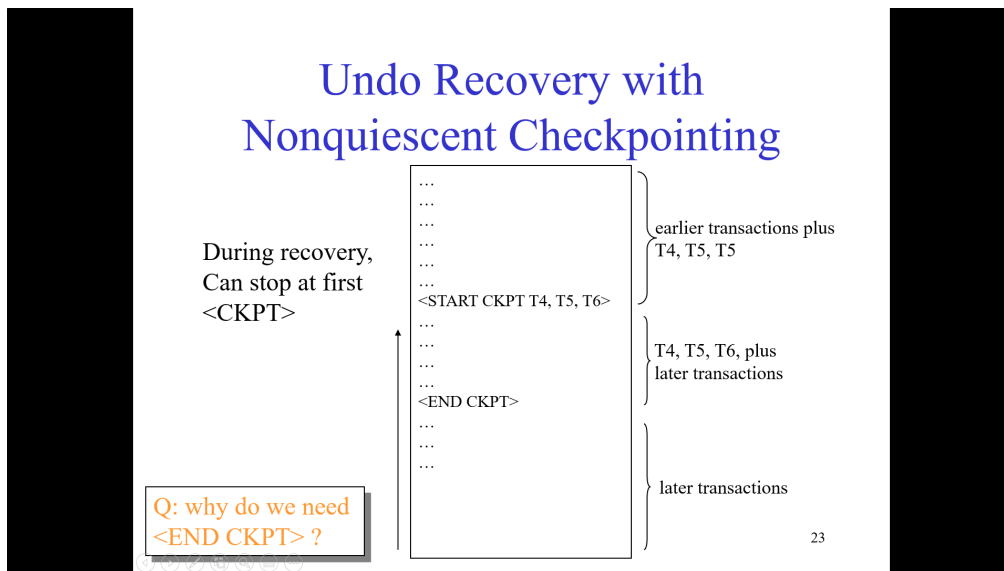 Undo Recovery with
Nonquiescent Checkpointing
During recovery,
Can stop at first
<CKPT>
…
…
…
…
…
…
<START CKPT T4, T5, T6>
…
…
…
…
<END CKPT>
…
…
…
earlier transactions plus
T4, T5, T5
T4, T5, T6, plus
later transactions
later transactions
Q: why do we need
<END CKPT> ?
23